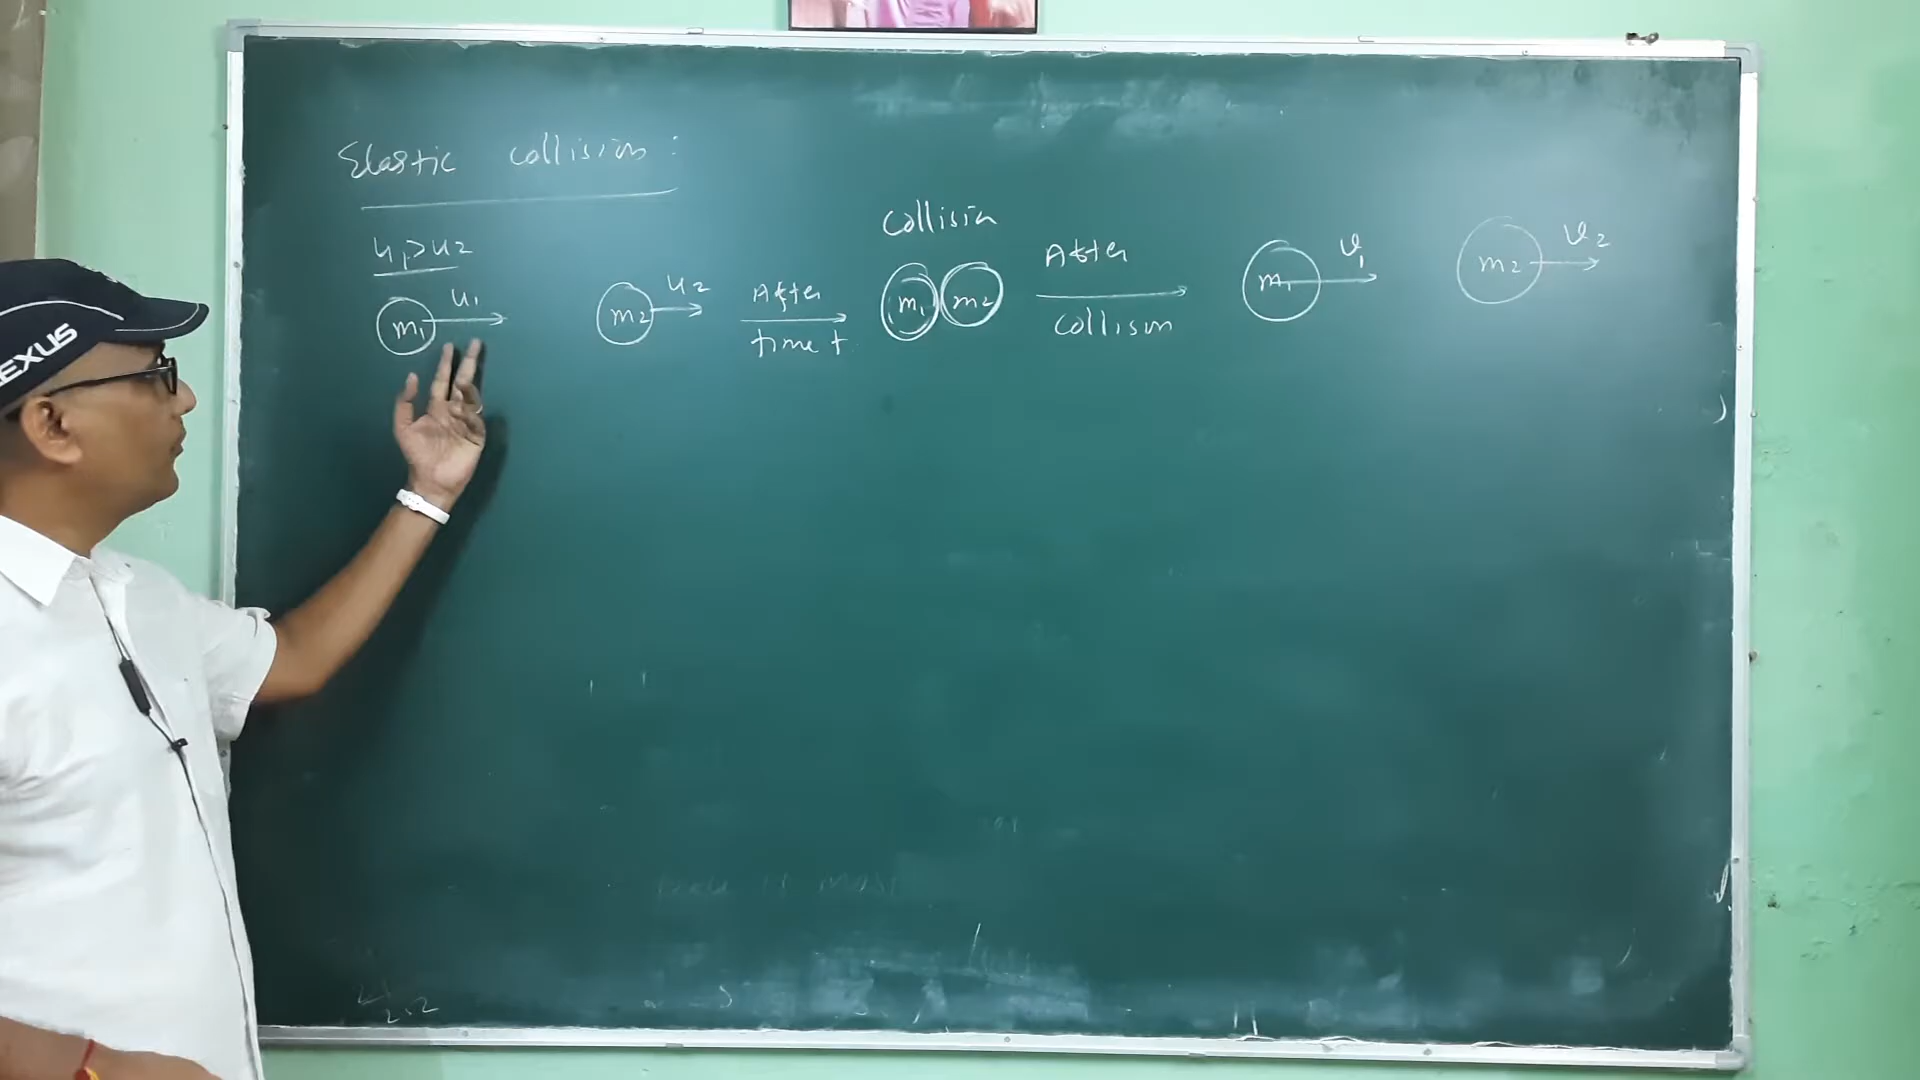 Elastic Collision:
u₁>u₂
m₁ u₁
m₂ u₂
After
time t
Collision
m₁ m₂
After
Collision
m₁ v₁
m₂ v₂
EXUS